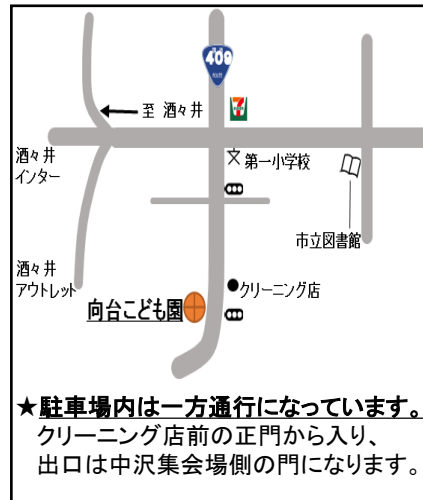 409
ROUTE
7
ELEVEN
至 酒々井
酒々井
インター
文 第一小学校
市立図書館
酒々井
アウトレット
クリーニング店
向台こども園
★駐車場内は一方通行になっています。
クリーニング店前の正門から入り、
出口は中沢集会場側の門になります。